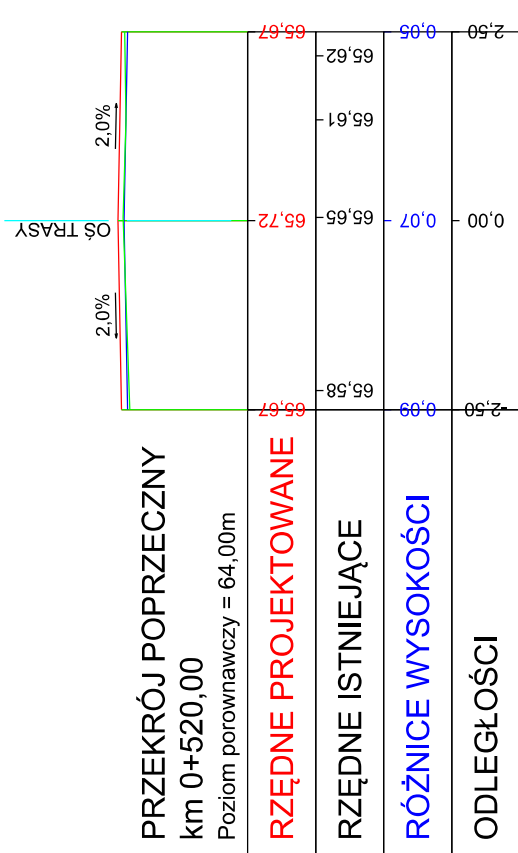 OŚ TRASY
2,0%
2,0%
PRZEKRÓJ POPRZECZNY
km 0+520,00
Poziom porownawczy = 64,00m
RZĘDNE PROJEKTOWANE
65,67
65,72
65,67
RZĘDNE ISTNIEJĄCE
65,58
65,65
65,61
65,62
RÓŻNICE WYSOKOŚCI
0,09
0,07
0,05
ODLEGŁOŚCI
-2,50
0,00
2,50